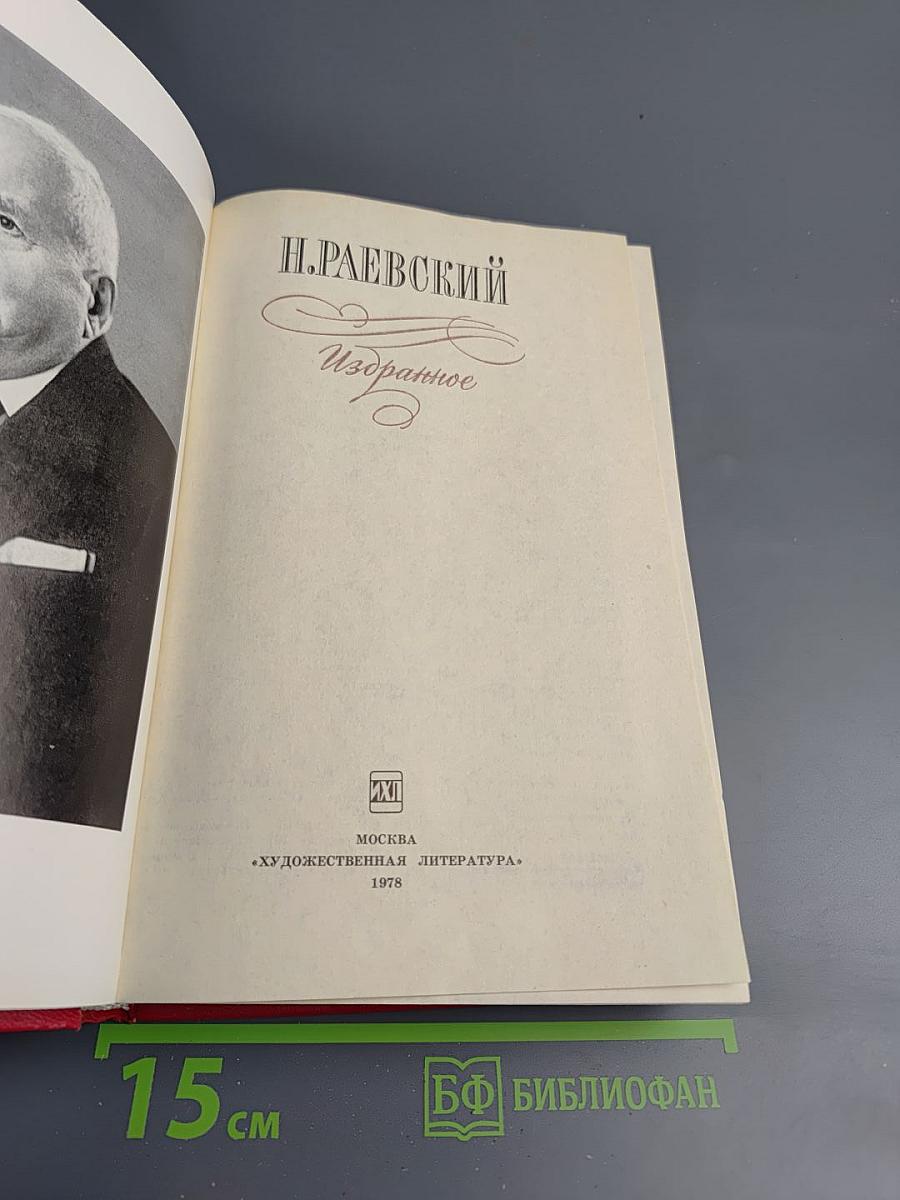 Н.РАЕВСКИЙ
Избранное
ИХЛ
МОСКВА
«ХУДОЖЕСТВЕННАЯ ЛИТЕРАТУРА»
1978
15 см
БФ БИБЛИОФАН